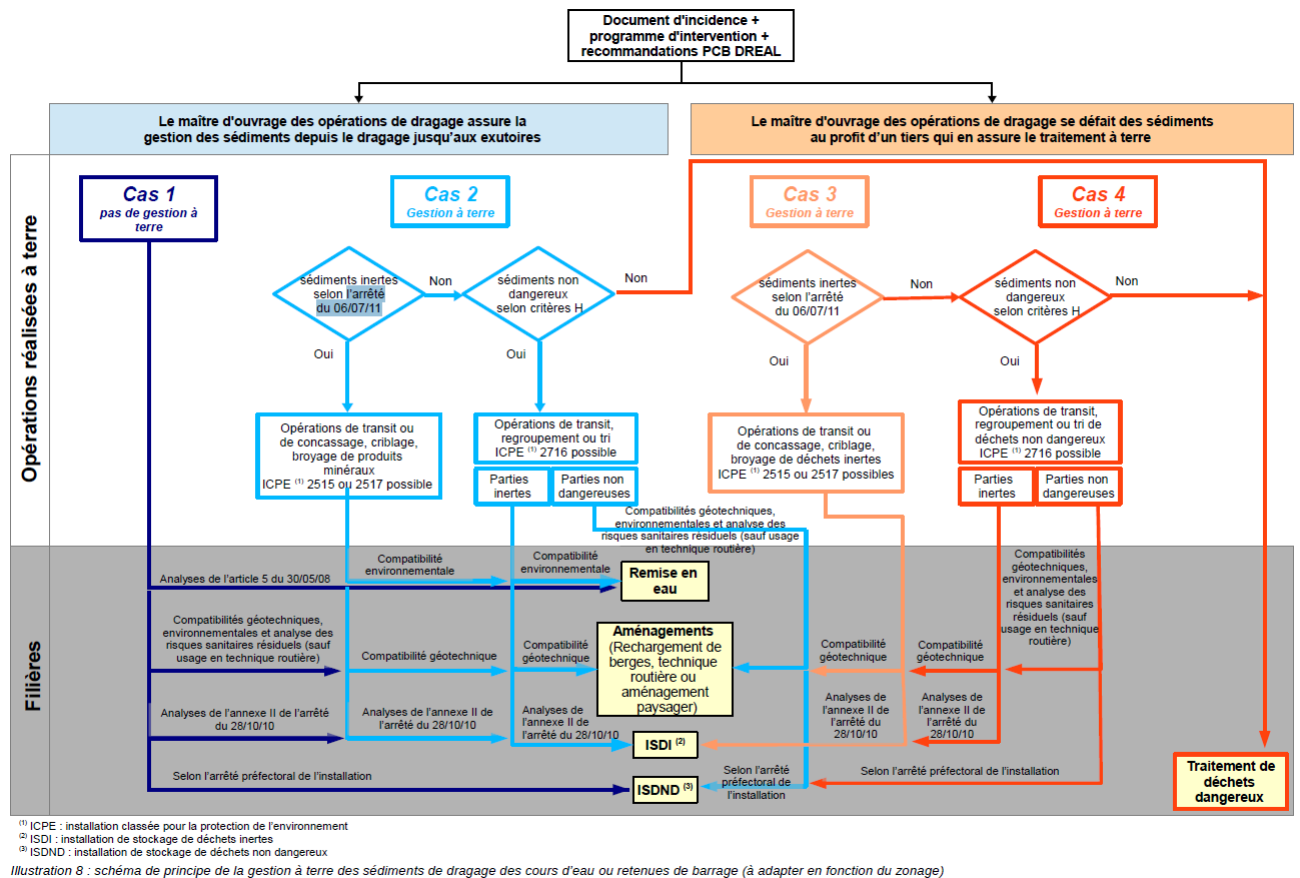 Document d'incidence +
programme d'intervention +
recommandations PCB DREAL
Le maître d'ouvrage des opérations de dragage assure la
gestion des sédiments depuis le dragage jusqu'aux exutoires
Le maître d'ouvrage des opérations de dragage se défait des sédiments
au profit d'un tiers qui en assure le traitement à terre
Opérations réalisées à terre
Cas 1
pas de gestion à
terre
Cas 2
Gestion à terre
Cas 3
Gestion à terre
Cas 4
Gestion à terre
sédiments inertes
selon l'arrêté
du 06/07/11
Non
sédiments non
dangereux
selon critères H
Non
sédiments inertes
selon l'arrêté
du 06/07/11
Non
sédiments non
dangereux
selon critères H
Non
Oui
Oui
Oui
Oui
Opérations de transit ou
de concassage, criblage,
broyage de produits
minéraux
ICPE (1) 2515 ou 2517 possible
Opérations de transit,
regroupement ou tri
ICPE (1) 2716 possible
Parties
inertes
Parties non
dangereuses
Opérations de transit ou
de concassage, criblage,
broyage de déchets inertes
ICPE (1) 2515 ou 2517 possibles
Opérations de transit,
regroupement ou tri de
déchets non dangereux
ICPE (1) 2716 possible
Parties
inertes
Parties non
dangereuses
Compatibilités géotechniques,
environnementales et analyse des
risques sanitaires résiduels (sauf usage
en technique routière)
Filières
Analyses de l'article 5 du 30/05/08
Compatibilité
environnementale
Compatibilité
environnementale
Remise en
eau
Compatibilités
géotechniques,
environnementales
et analyse des
risques sanitaires
résiduels (sauf
usage en technique
routière)
Compatibilités géotechniques,
environnementales et analyse des
risques sanitaires résiduels (sauf
usage en technique routière)
Compatibilité géotechnique
Compatibilité
géotechnique
Aménagements
(Rechargement de
berges, technique
routière ou
aménagement
paysager)
Compatibilité
géotechnique
Compatibilité
géotechnique
Analyses de l'annexe II de l'arrêté
du 28/10/10
Analyses de l'annexe II de
l'arrêté du 28/10/10
Analyses de
l'annexe II de
l'arrêté du 28/10/10
ISDI (2)
Analyses de
l'annexe II de
l'arrêté du
28/10/10
Analyses de
l'annexe II de
l'arrêté du
28/10/10
Selon l'arrêté préfectoral de l'installation
ISDND (3)
Selon l'arrêté
préfectoral de
l'installation
Selon l'arrêté préfectoral de l'installation
Traitement de
déchets
dangereux
(1) ICPE : installation classée pour la protection de l'environnement
(2) ISDI : installation de stockage de déchets inertes
(3) ISDND : installation de stockage de déchets non dangereux
Illustration 8 : schéma de principe de la gestion à terre des sédiments de dragage des cours d'eau ou retenues de barrage (à adapter en fonction du zonage)